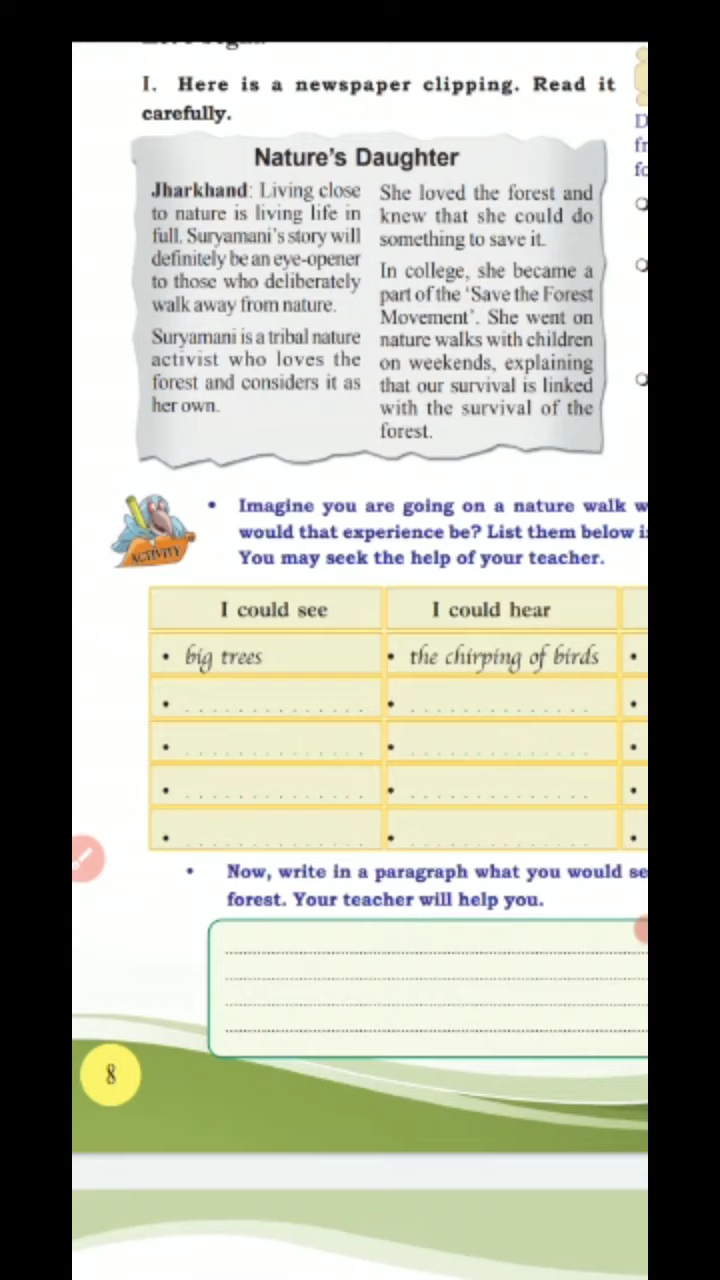 I. Here is a newspaper clipping. Read it
carefully.
Nature's Daughter
Jharkhand: Living close
to nature is living life in
full. Suryamani's story will
definitely be an eye-opener
to those who deliberately
walk away from nature.
Suryamani is a tribal nature
activist who loves the
forest and considers it as
her own.
She loved the forest and
knew that she could do
something to save it.
In college, she became a
part of the 'Save the Forest
Movement'. She went on
nature walks with children
on weekends, explaining
that our survival is linked
with the survival of the
forest.
ACTIVITY
• Imagine you are going on a nature walk
would that experience be? List them below
You may seek the help of your teacher.
I could see I could hear
• big trees • the chirping of birds •
• . . . . . . . . . . . . . . • . . . . . . . . . . . . . . •
• . . . . . . . . . . . . . . • . . . . . . . . . . . . . . •
• . . . . . . . . . . . . . . • . . . . . . . . . . . . . . •
• . . . . . . . . . . . . . . • . . . . . . . . . . . . . . •
• Now, write in a paragraph what you would
forest. Your teacher will help you.
8